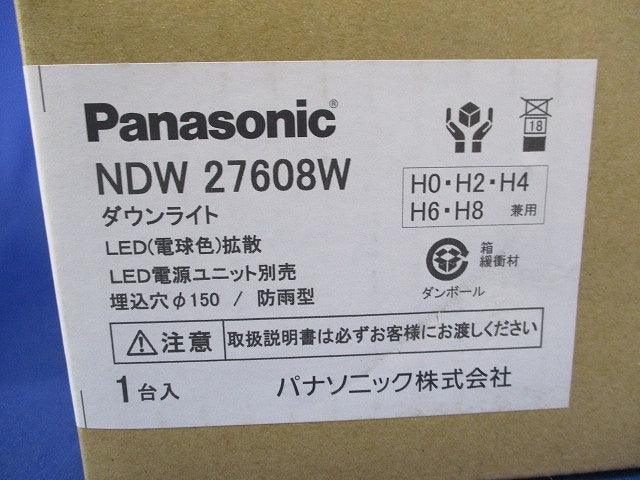 Panasonic®
NDW 27608W
ダウンライト
LED(電球色)拡散
LED電源ユニット別売
埋込穴φ150 / 防雨型
18
H0・H2・H4
H6・H8 兼用
箱
緩衝材
ダンボール
注意 取扱説明書は必ずお客様にお渡しください
1台入 パナソニック株式会社